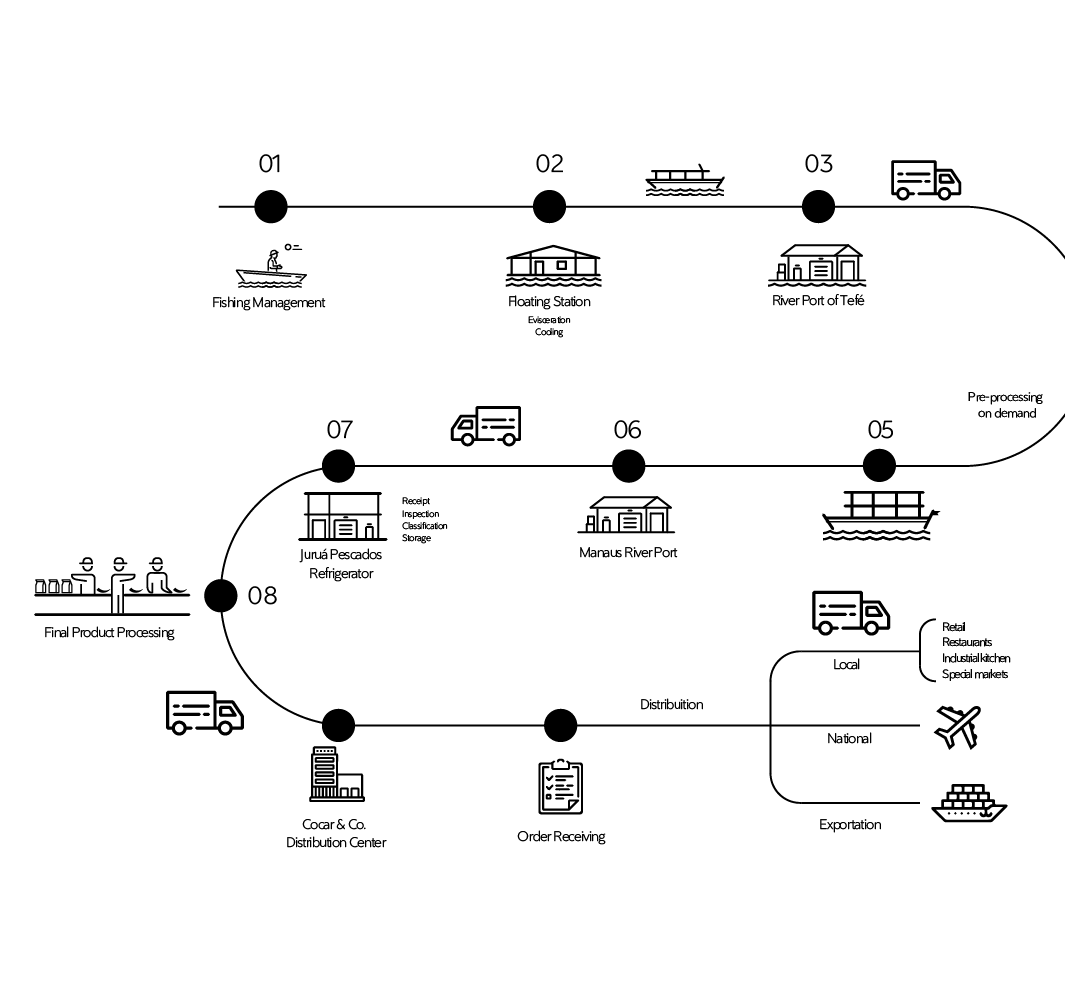 01
02
03
Fishing Management
Floating Station
Evisceration
Cooling
River Port of Tefé
Pre-processing
on demand
07
06
05
Receipt
Inspection
Classification
Storage
Juruá Pescados
Refrigerator
Manaus River Port
08
Final Product Processing
Retail
Restaurants
Industrial kitchen
Special markets
Local
Distribuition
National
Exportation
Cocar & Co.
Distribution Center
Order Receiving